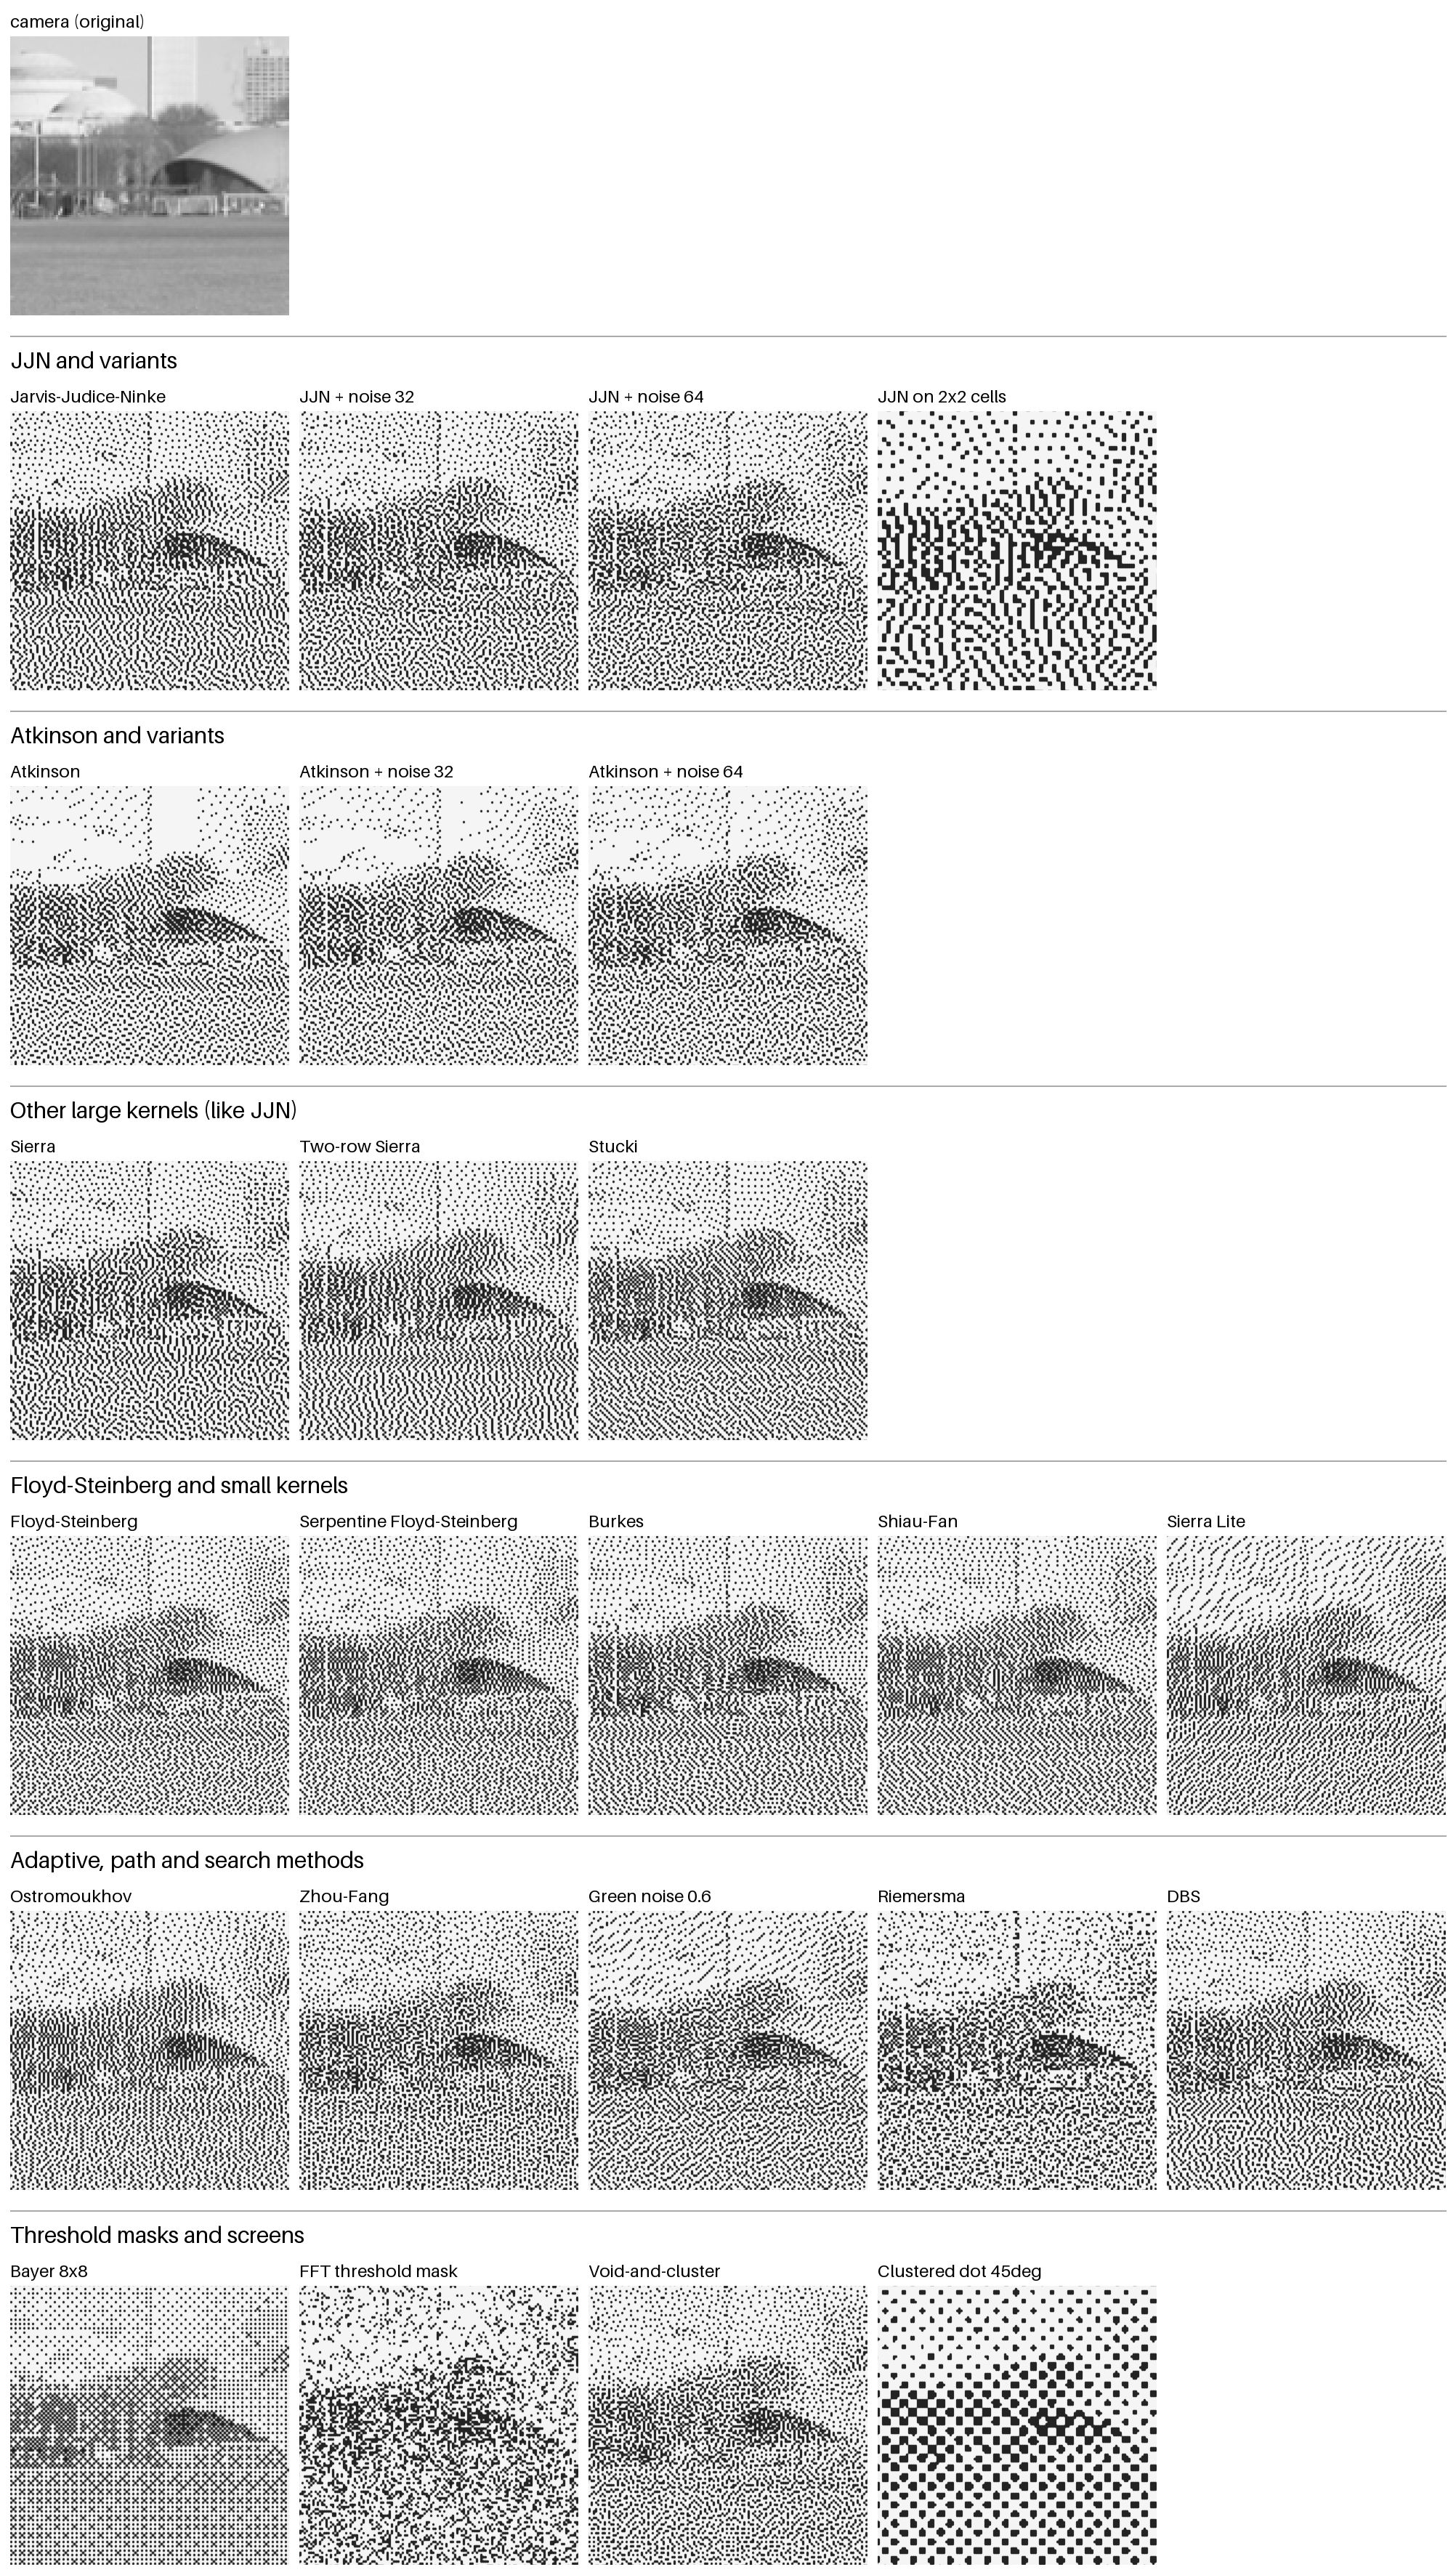 camera (original)
JJN and variants
Jarvis-Judice-Ninke JJN + noise 32 JJN + noise 64 JJN on 2x2 cells
Atkinson and variants
Atkinson Atkinson + noise 32 Atkinson + noise 64
Other large kernels (like JJN)
Sierra Two-row Sierra Stucki
Floyd-Steinberg and small kernels
Floyd-Steinberg Serpentine Floyd-Steinberg Burkes Shiau-Fan Sierra Lite
Adaptive, path and search methods
Ostromoukhov Zhou-Fang Green noise 0.6 Riemersma DBS
Threshold masks and screens
Bayer 8x8 FFT threshold mask Void-and-cluster Clustered dot 45deg